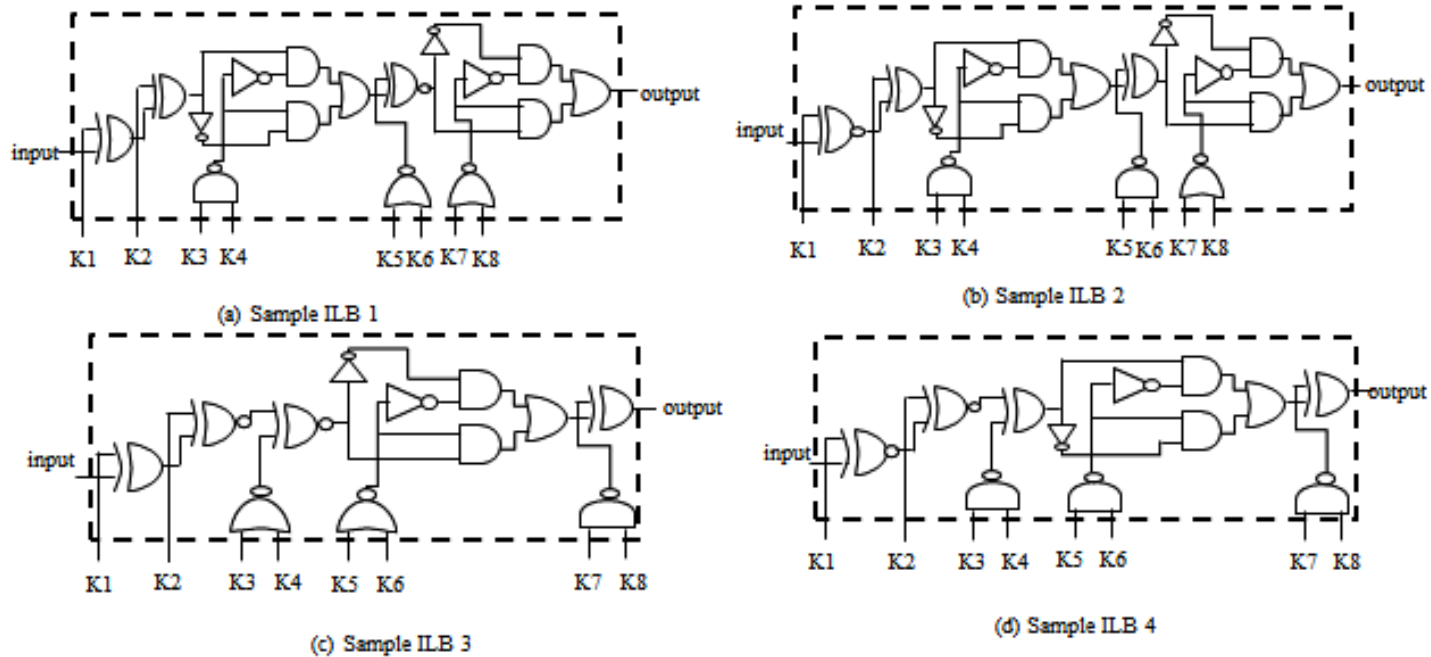 input
output
K1 K2 K3 K4 K5 K6 K7 K8
(a) Sample ILB 1
input
output
K1 K2 K3 K4 K5 K6 K7 K8
(b) Sample ILB 2
input
output
K1 K2 K3 K4 K5 K6 K7 K8
(c) Sample ILB 3
input
output
K1 K2 K3 K4 K5 K6 K7 K8
(d) Sample ILB 4